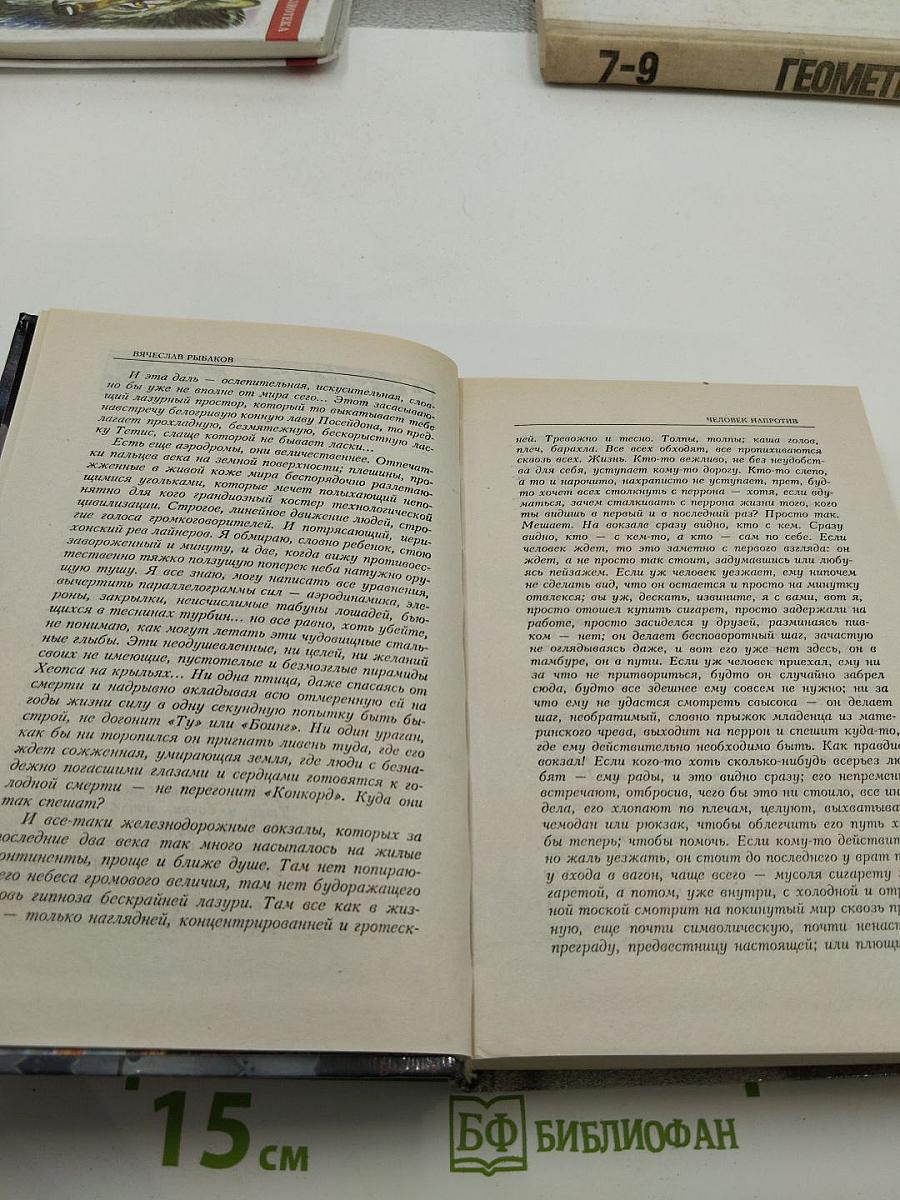 ИОТЕКА
7-9
ГЕОМЕТ
ВЯЧЕСЛАВ РЫБАКОВ
И эта даль — ослепительная, искусительная, слов-
но бы уже не вполне от мира сего... Этот засасываю-
щий лазурный простор, который то выкатывает тебе
навстречу белогривую конную лаву Посейдона, то пред-
лагает прохладную, безмятежную, бескорыстную лас-
ку Тетис, слаще которой не бывает ласки...
Есть еще аэродромы, они величественнее. Отпечат-
ки пальцев века на земной поверхности; плешины, про-
жженные в живой коже мира беспорядочно разлетаю-
щимися угольками, которые мечет полыхающий непо-
нятно для кого грандиозный костер технологической
цивилизации. Строгое, линейное движение людей, стро-
гие голоса громкоговорителей. И потрясающий, иери-
хонский рев лайнеров. Я обмираю, словно ребенок, стою
завороженный и минуту, и две, когда вижу противоес-
тественно тяжко ползущую поперек неба натужно ору-
щую тушу. Я все знаю, могу написать все уравнения,
вычертить параллелограммы сил — аэродинамика, эле-
роны, закрылки, неисчислимые табуны лошадей, бью-
щихся в теснинах турбин... но все равно, хоть убейте,
не понимаю, как могут летать эти чудовищные сталь-
ные глыбы. Эти неодушевленные, ни целей, ни желаний
своих не имеющие, пустотелые и безмозглые пирамиды
Хеопса на крыльях... Ни одна птица, даже спасаясь от
смерти и надрывно вкладывая всю отмеренную ей на
годы жизни силу в одну секундную попытку быть бы-
строй, не догонит «Ту» или «Боинг». Ни один ураган,
как бы ни торопился он пригнать ливень туда, где его
ждет сожженная, умирающая земля, где люди с безна-
дежно погасшими глазами и сердцами готовятся к го-
лодной смерти — не перегонит «Конкорд». Куда они
так спешат?
И все-таки железнодорожные вокзалы, которых за
последние два века так много насыпалось на жилые
онтиненты, проще и ближе душе. Там нет попираю-
его небеса громового величия, там нет будоражащего
овь гипноза бескрайней лазури. Там все как в жиз-
— только наглядней, концентрированней и гротеск-
ЧЕЛОВЕК НАПРОТИВ
ней. Тревожно и тесно. Толпы, толпы; каша голов,
плеч, барахла. Все всех обходят, все пропихиваются
сквозь всех. Жизнь. Кто-то вежливо, не без неудобст-
ва для себя, уступает кому-то дорогу. Кто-то слепо,
а то и нарочито, нахраписто не уступает, прет, буд-
то хочет всех столкнуть с перрона — хотя, если вду-
маться, зачем сталкивать с перрона жизни того, кого
ты видишь в первый и в последний раз? Просто так.
Мешает. На вокзале сразу видно, кто с кем. Сразу
видно, кто — с кем-то, а кто — сам по себе. Если
человек ждет, то это заметно с первого взгляда: он
ждет, а не просто так стоит, задумавшись или любу-
ясь пейзажем. Если уж человек уезжает, ему нипочем
не сделать вид, что он остается и просто на минутку
отвлекся; вы уж, дескать, извините, я с вами, вот я,
просто отошел купить сигарет, просто задержали на
работе, просто засиделся у друзей, разминаясь пив-
ком — нет; он делает бесповоротный шаг, зачастую
не оглядываясь даже, и вот его уже нет здесь, он в
тамбуре, он в пути. Если уж человек приехал, ему ни
за что не притвориться, будто он случайно забрел
сюда, будто все здешнее ему совсем не нужно; ни за
что ему не удастся смотреть свысока — он делает
шаг, необратимый, словно прыжок младенца из мате-
ринского чрева, выходит на перрон и спешит куда-то,
где ему действительно необходимо быть. Как правдив
вокзал! Если кого-то хоть сколько-нибудь всерьез лю
бят — ему рады, и это видно сразу; его непремен
встречают, отбросив, чего бы это ни стоило, все ин
дела, его хлопают по плечам, целуют, выхватыва
чемодан или рюкзак, чтобы облегчить его путь х
бы теперь; чтобы помочь. Если кому-то действит
но жаль уезжать, он стоит до последнего у врат
у входа в вагон, чаще всего — мусоля сигарету
гаретой, а потом, уже внутри, с холодной и отр
ной тоской смотрит на покинутый мир сквозь пр
ную, еще почти символическую, почти ненаст
преграду, предвестницу настоящей; или плющи
15 см
БФ БИБЛИОФАН